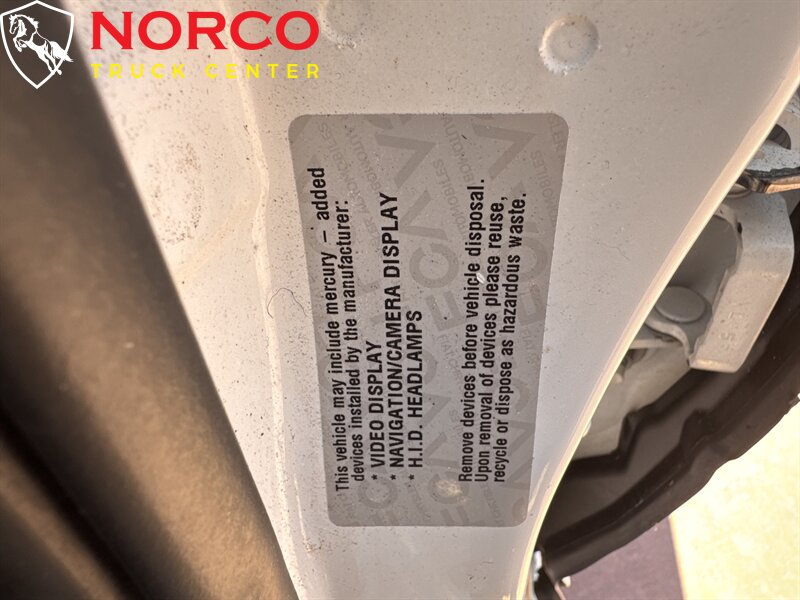 NORCO
TRUCK CENTER
This vehicle may include mercury – added
devices installed by the manufacturer:
* VIDEO DISPLAY
* NAVIGATION/CAMERA DISPLAY
* H.I.D. HEADLAMPS
Remove devices before vehicle disposal.
Upon removal of devices please reuse,
recycle or dispose as hazardous waste.